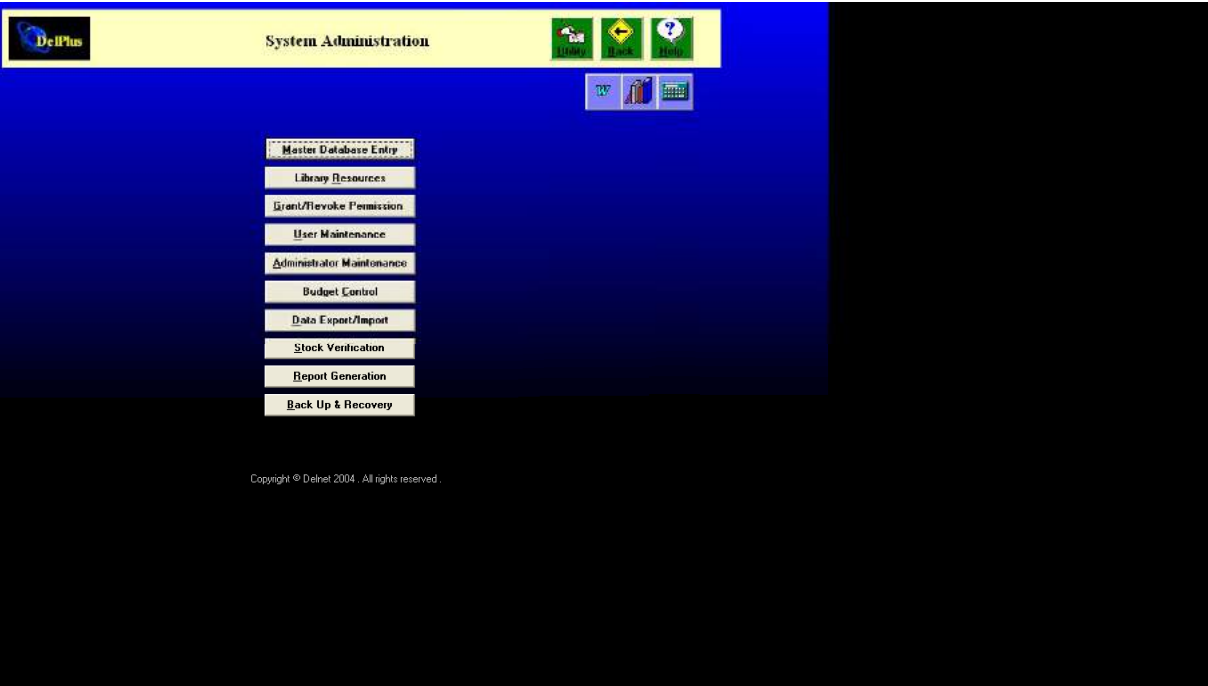 DelPlus
System Administration
Utility
Back
Help
W
Master Database Entry
Library Resources
Grant/Revoke Permission
User Maintenance
Administrator Maintenance
Budget Control
Data Export/Import
Stock Verification
Report Generation
Back Up & Recovery
Copyright © Delnet 2004 . All rights reserved .